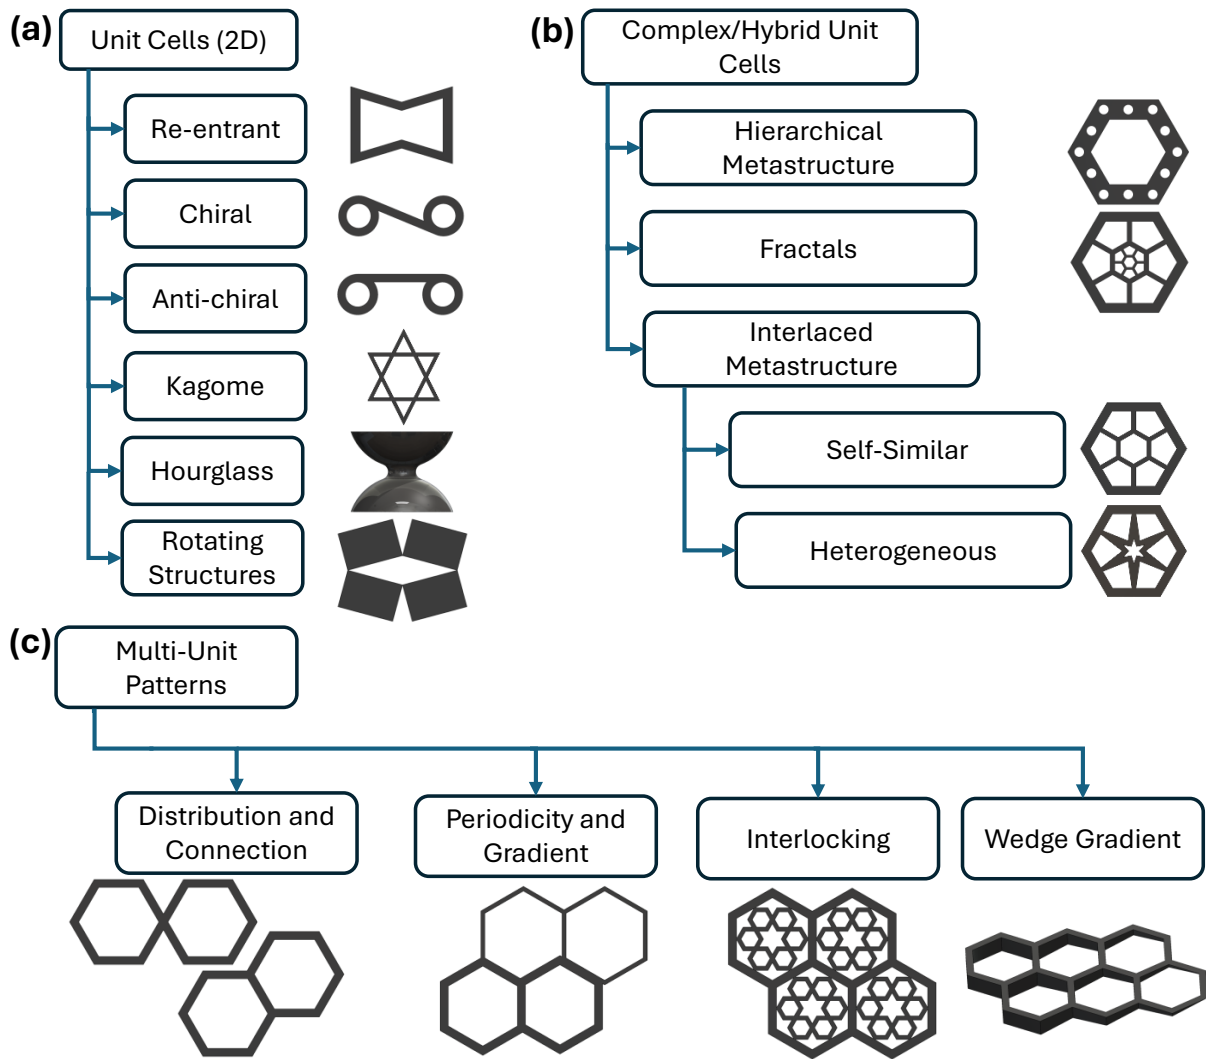 (a)
Unit Cells (2D)
Re-entrant
Chiral
Anti-chiral
Kagome
Hourglass
Rotating
Structures
(b)
Complex/Hybrid Unit
Cells
Hierarchical
Metastructure
Fractals
Interlaced
Metastructure
Self-Similar
Heterogeneous
(c)
Multi-Unit
Patterns
Distribution and
Connection
Periodicity and
Gradient
Interlocking
Wedge Gradient